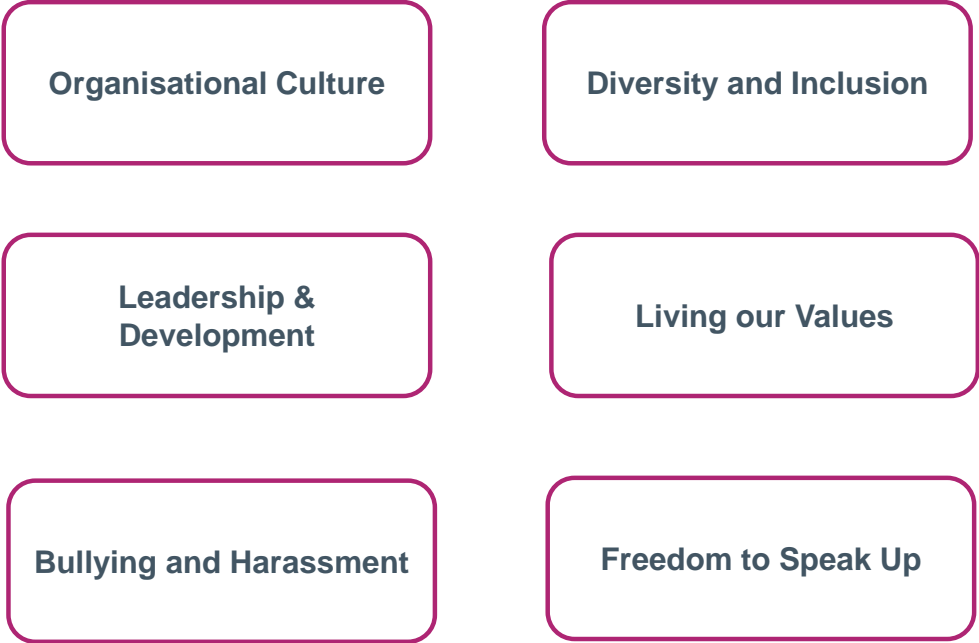 Organisational Culture
Diversity and Inclusion
Leadership &
Development
Living our Values
Bullying and Harassment
Freedom to Speak Up